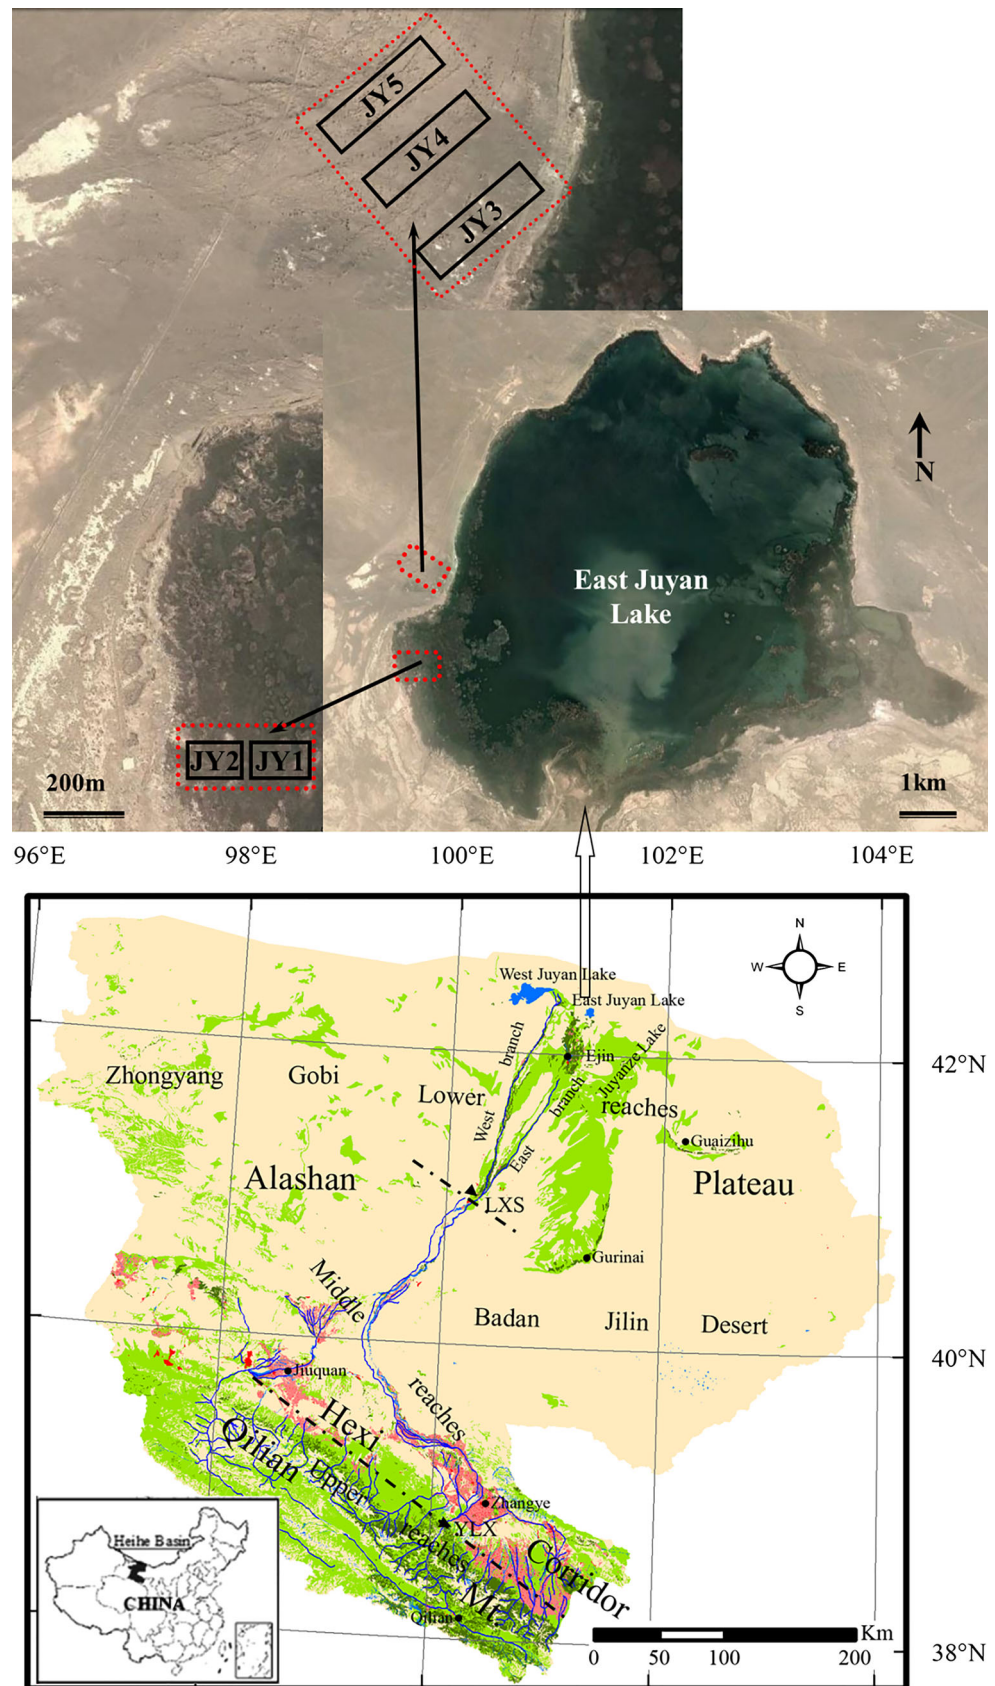 JY5
JY4
JY3
N
East Juyan
Lake
JY2
JY1
200m
1km
96°E
98°E
100°E
102°E
104°E
N
W
E
S
West Juyan Lake
East Juyan Lake
branch
Ejin
Juyanze Lake
42°N
Zhongyang
Gobi
Lower
branch
reaches
West
East
Guaizihu
Alashan
Plateau
LXS
Gurinai
Middle
Badan
Jilin
Desert
40°N
Jiuquan
reaches
Hexi
Qilian
Upper
Zhangye
YLX
reaches
Corridor
Mt.
Qilian
Heihe Basin
CHINA
Km
0
50
100
200
38°N